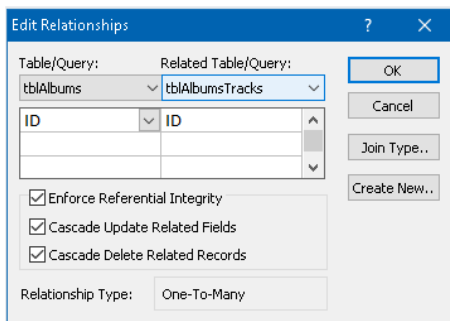 Edit Relationships ?
Table/Query: Related Table/Query:
tblAlbums tblAlbumsTracks
ID ID
Enforce Referential Integrity
Cascade Update Related Fields
Cascade Delete Related Records
Relationship Type: One-To-Many
OK
Cancel
Join Type..
Create New..